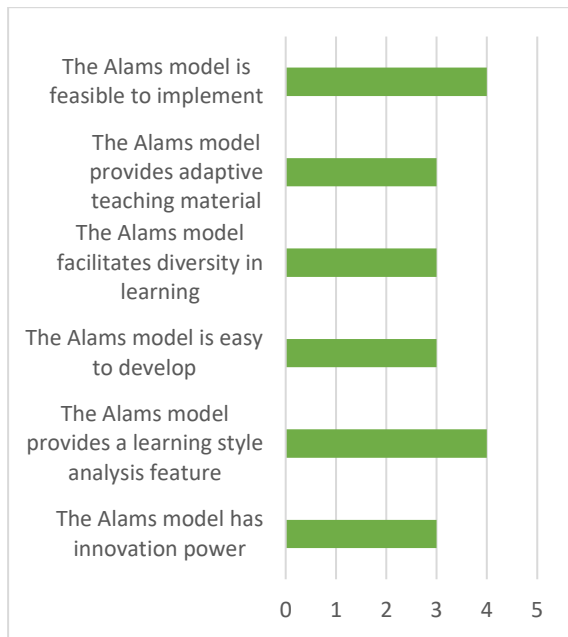 The Alams model is
feasible to implement
The Alams model
provides adaptive
teaching material
The Alams model
facilitates diversity in
learning
The Alams model is easy
to develop
The Alams model
provides a learning style
analysis feature
The Alams model has
innovation power
0 1 2 3 4 5